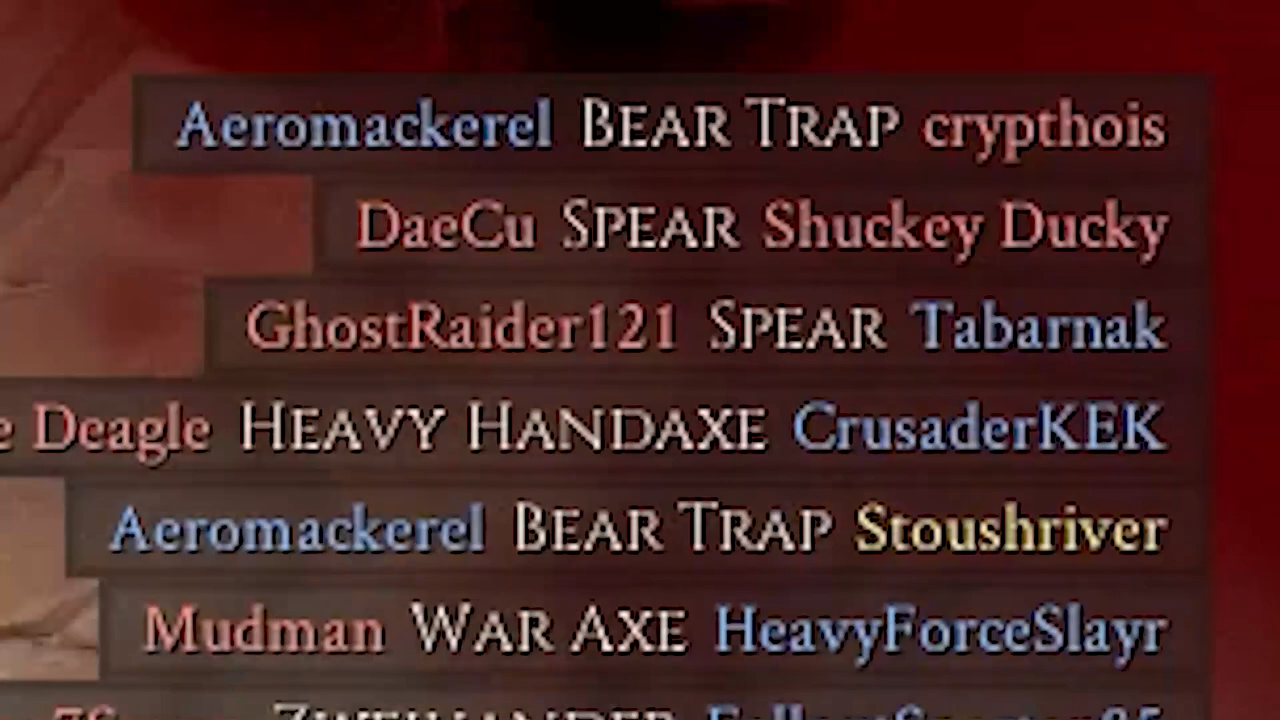 Aeromackerel BEAR TRAP crypthois
DaeCu SPEAR Shuckey Ducky
GhostRaider121 SPEAR Tabarnak
Deagle HEAVY HANDAXE CrusaderKEK
Aeromackerel BEAR TRAP Stoushriver
Mudman WAR AXE HeavyForceSlayr
ZWEIHANDER